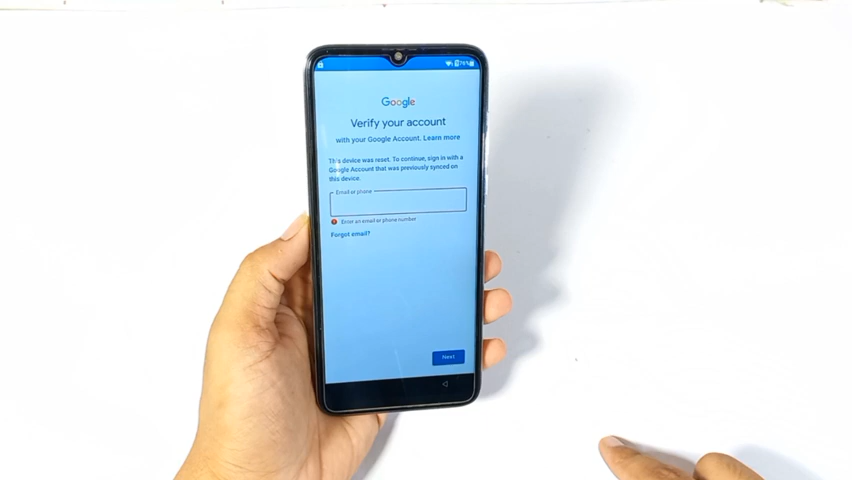 Google
Verify your account
with your Google Account. Learn more
This device was reset. To continue, sign in with a
Google Account that was previously synced on
this device.
Email or phone
Enter an email or phone number
Forgot email?
Next